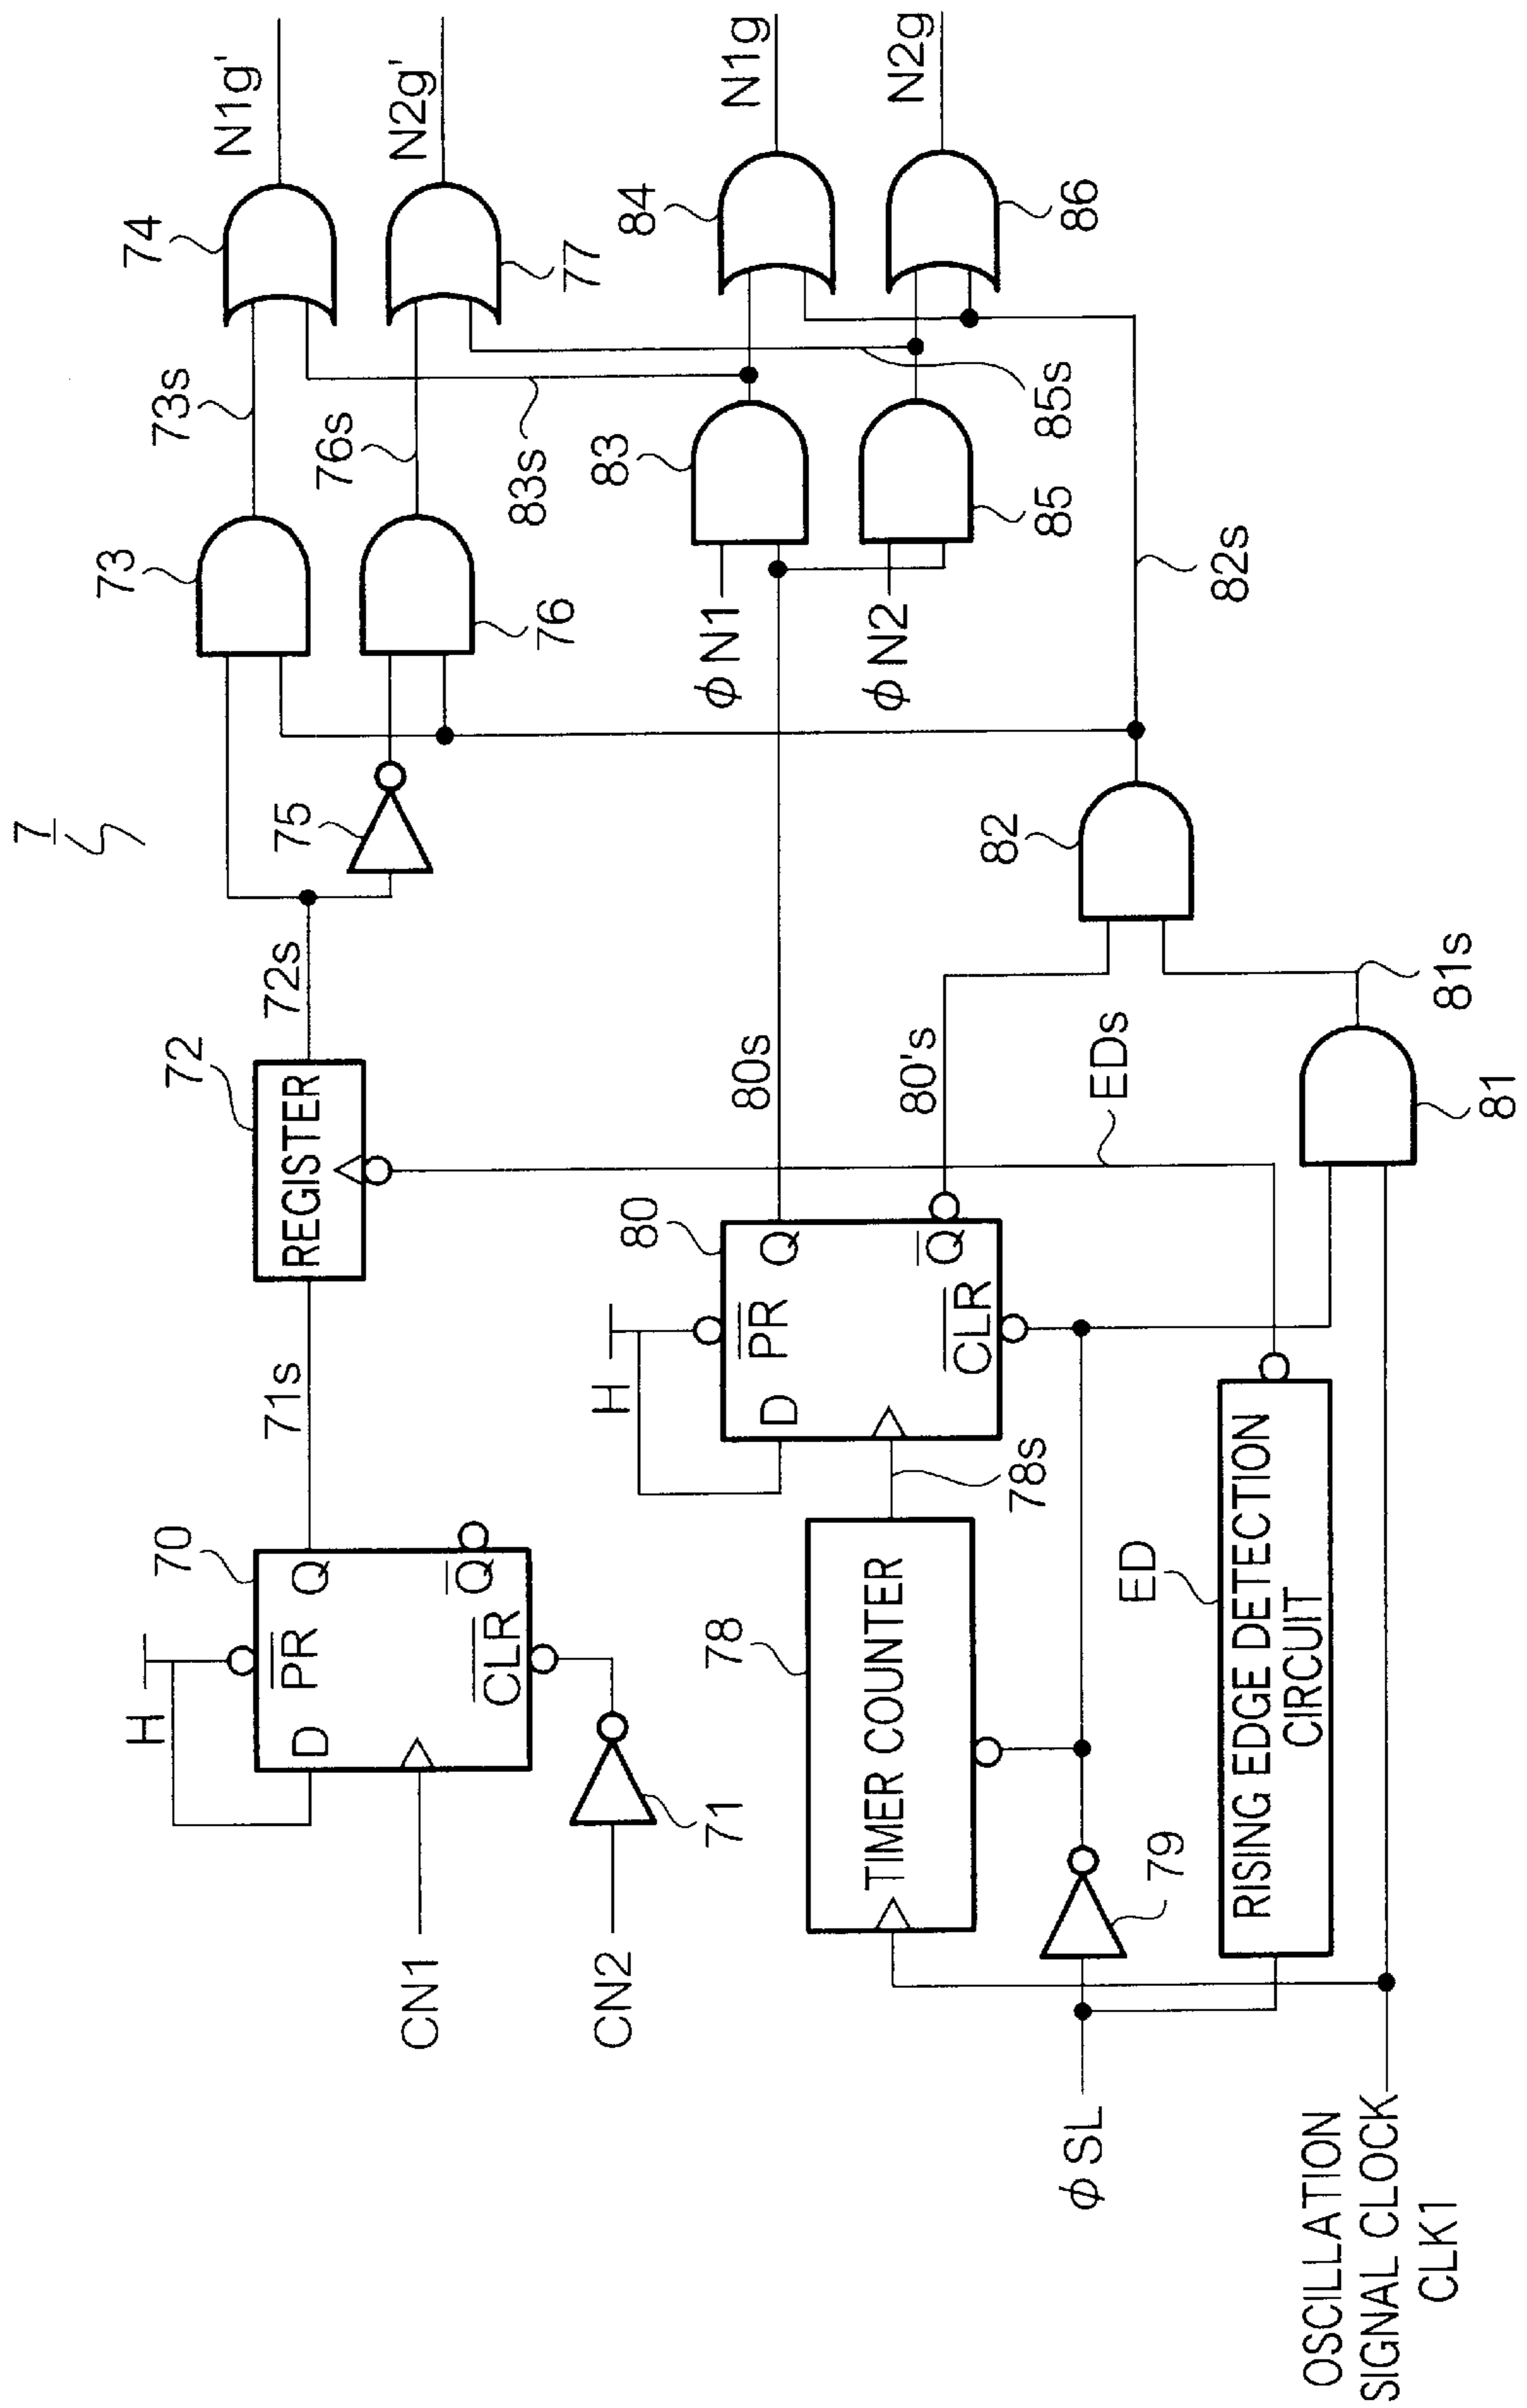 7
H
70
D
PR
Q
CLR
Q
CN1
CN2
71
71s
72
REGISTER
72s
75
73
73s
74
N1g'
76
76s
77
N2g'
78
TIMER COUNTER
78s
H
80
D
PR
Q
CLR
Q
80s
80's
EDs
ϕN1
ϕN2
83
83s
84
N1g
85
85s
86
N2g
ϕSL
79
ED
RISING EDGE DETECTION
CIRCUIT
81
81s
82
82s
OSCILLATION
SIGNAL CLOCK
CLK1